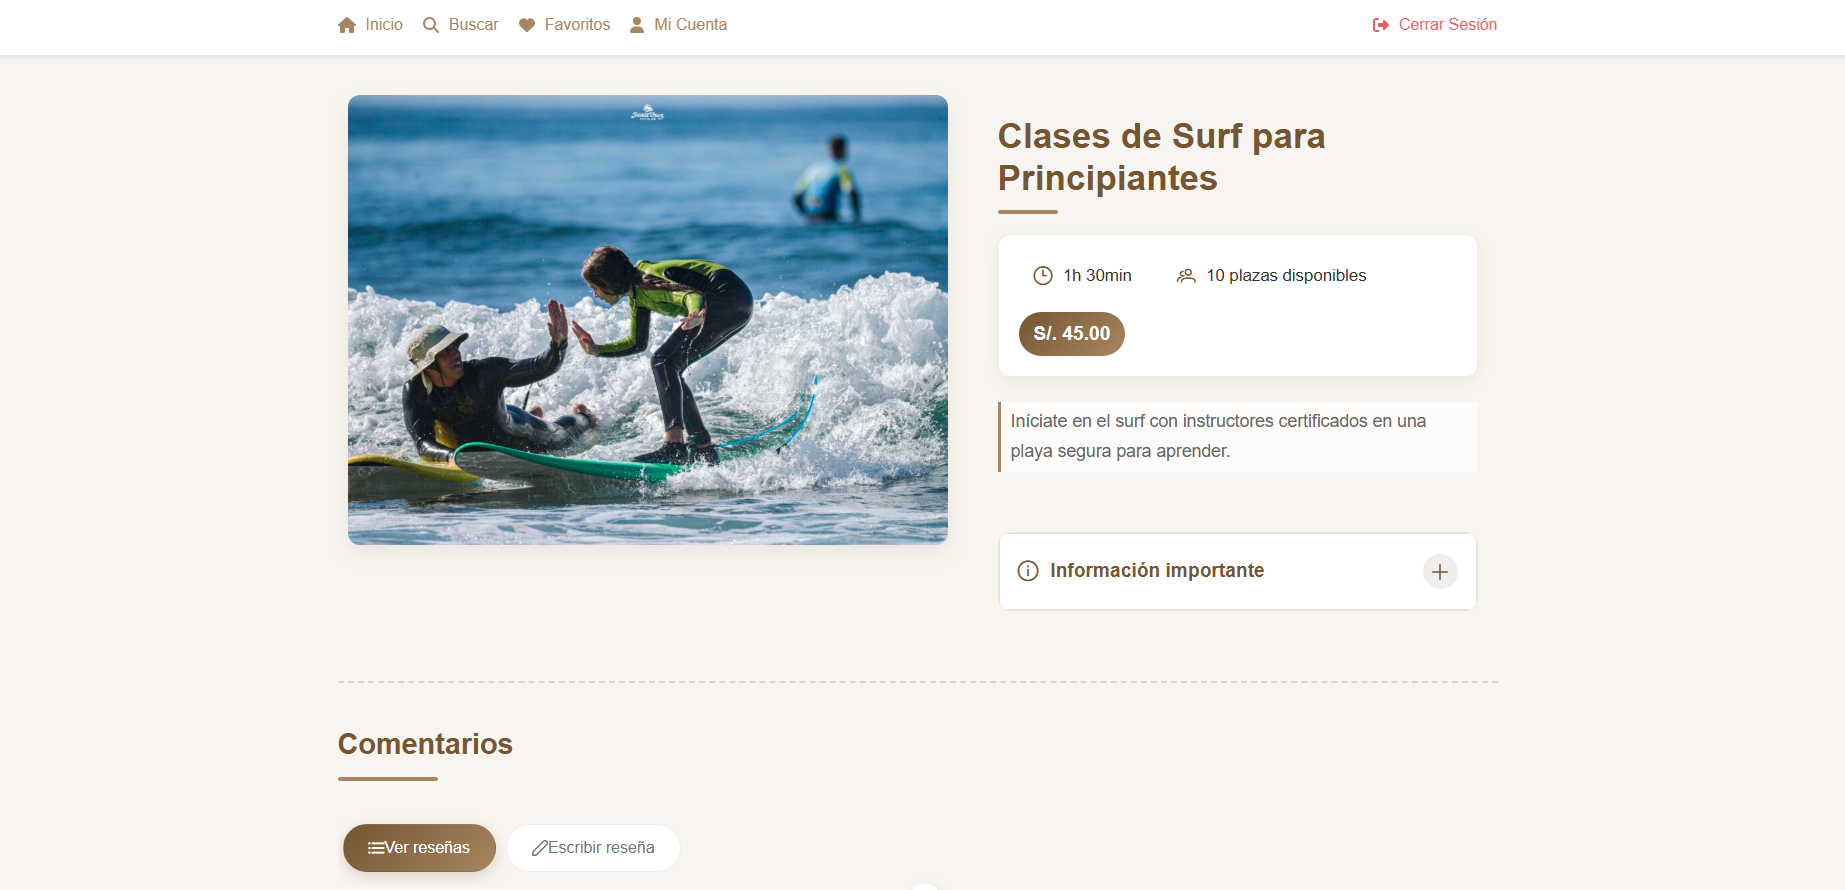 Inicio Buscar Favoritos Mi Cuenta Cerrar Sesión
Clases de Surf para
Principiantes
1h 30min 10 plazas disponibles
S/. 45.00
Iníciate en el surf con instructores certificados en una
playa segura para aprender.
Información importante
Comentarios
Ver reseñas Escribir reseña